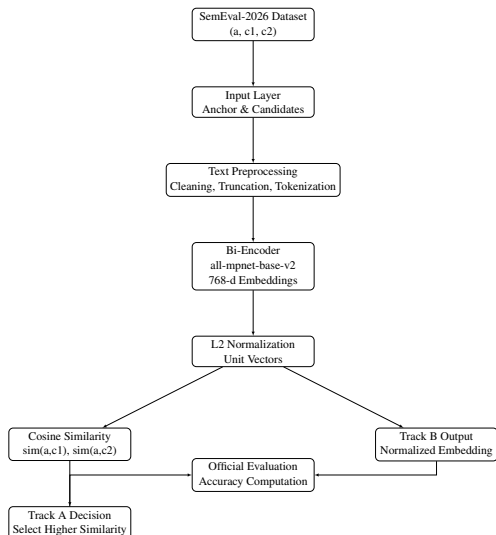 SemEval-2026 Dataset
(a, c1, c2)
Input Layer
Anchor & Candidates
Text Preprocessing
Cleaning, Truncation, Tokenization
Bi-Encoder
all-mpnet-base-v2
768-d Embeddings
L2 Normalization
Unit Vectors
Cosine Similarity
sim(a,c1), sim(a,c2)
Track B Output
Normalized Embedding
Official Evaluation
Accuracy Computation
Track A Decision
Select Higher Similarity